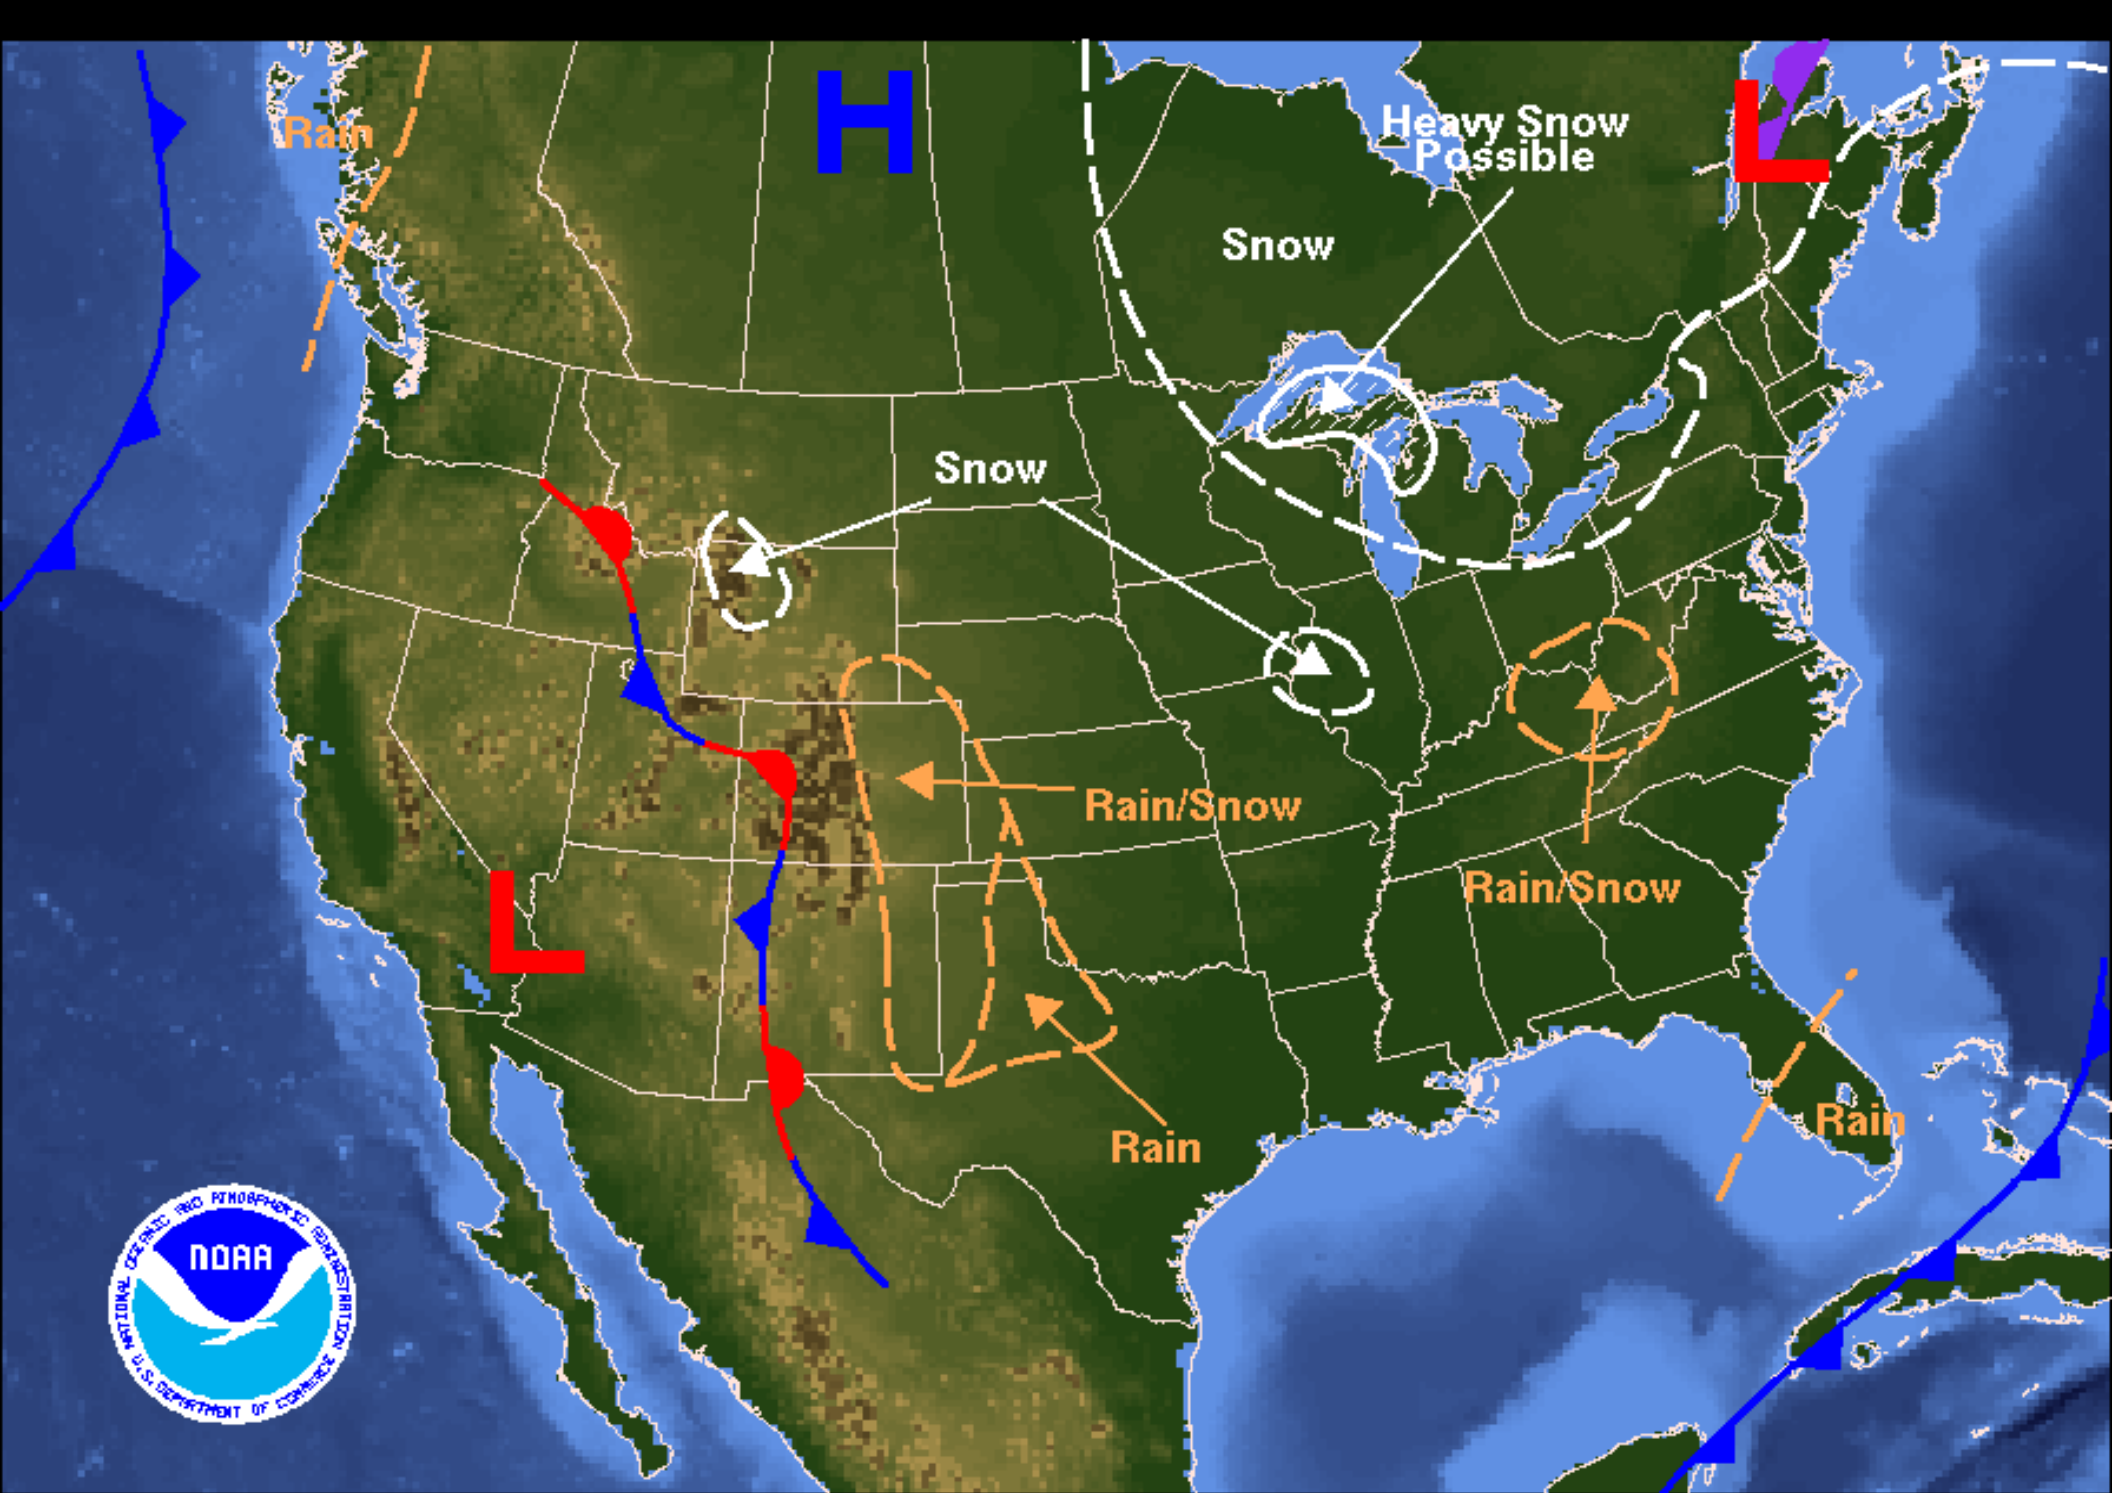 H
L
Heavy Snow
Possible
Rain
Snow
Snow
Rain/Snow
Rain/Snow
L
Rain
Rain
NATIONAL OCEANIC AND ATMOSPHERIC ADMINISTRATION
NOAA
U.S. DEPARTMENT OF COMMERCE